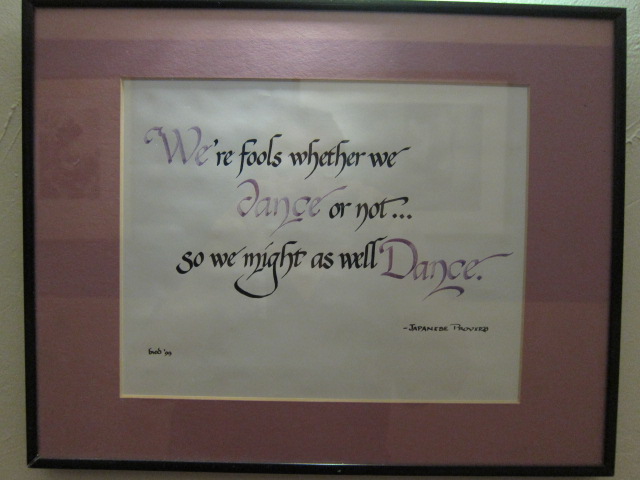 We're fools whether we
dance or not...
so we might as well Dance.
-JAPANESE PROVERB